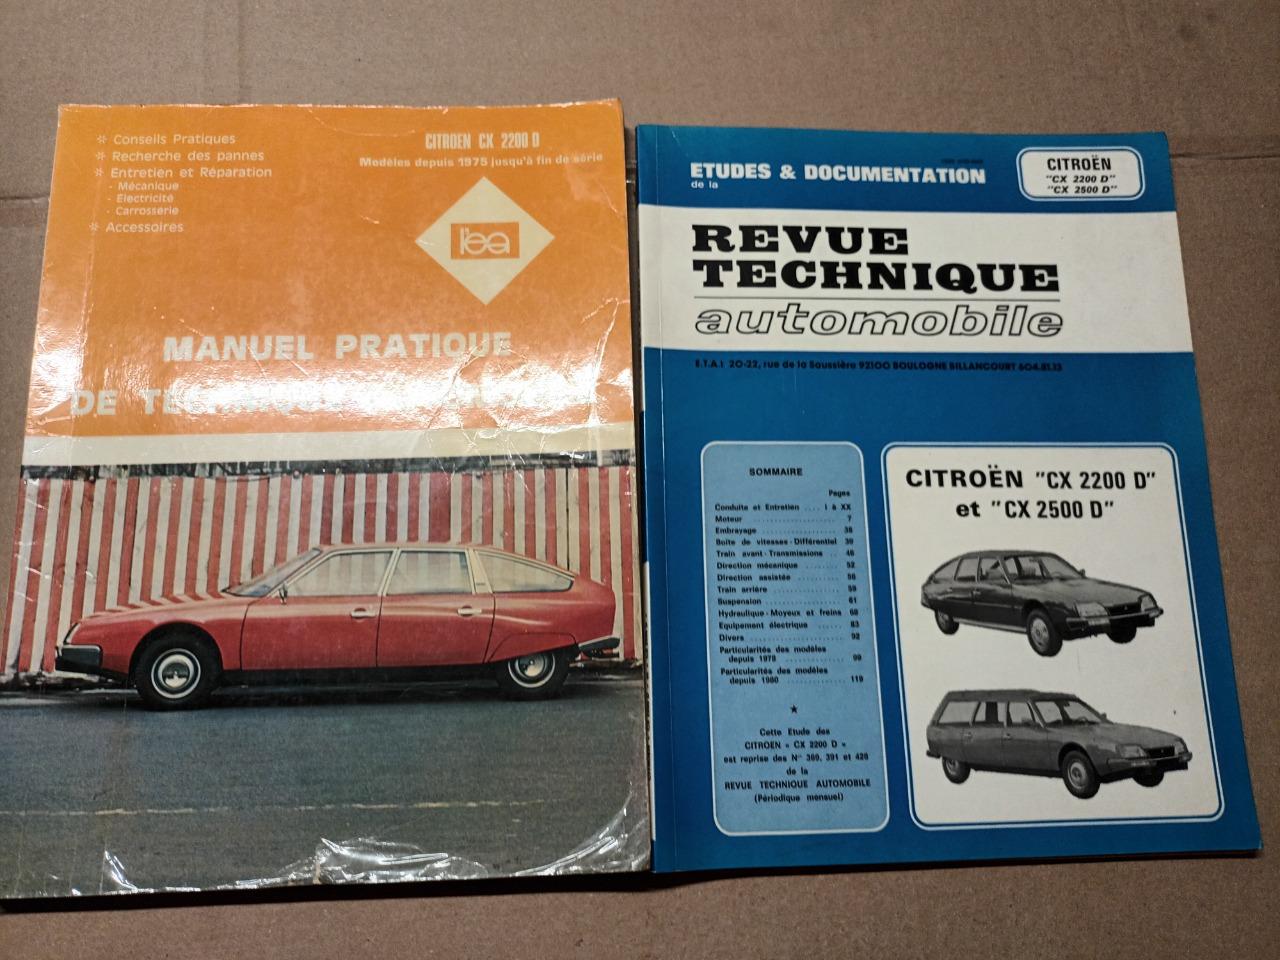 * Conseils Pratiques
* Recherche des pannes
* Entretien et Réparation
- Mécanique
- Electricité
- Carrosserie
* Accessoires
CITROEN CX 2200 D
Modèles depuis 1975 jusqu'à fin de série
l'ea
MANUEL PRATIQUE
DE
ETUDES & DOCUMENTATION
de la
CITROËN
"CX 2200 D"
"CX 2500 D"
REVUE
TECHNIQUE
automobile
E.T.A.I 20-22, rue de la Saussière 92100 BOULOGNE BILLANCOURT 604.81.13
SOMMAIRE
Pages
Conduite et Entretien .... I à XX
Moteur ................ 7
Embrayage ................ 38
Boîte de vitesses - Différentiel 39
Train avant - Transmissions .. 48
Direction mécanique ........ 52
Direction assistée ........ 56
Train arrière ............ 59
Suspension .............. 61
Hydraulique - Moyeux et freins 68
Equipement électrique ...... 83
Divers .................. 92
Particularités des modèles
depuis 1978 ............ 99
Particularités des modèles
depuis 1980 ............ 119
★
Cette Etude des
CITROËN « CX 2200 D »
est reprise des N° 389, 391 et 428
de la
REVUE TECHNIQUE AUTOMOBILE
(Périodique mensuel)
CITROËN "CX 2200 D"
et "CX 2500 D"